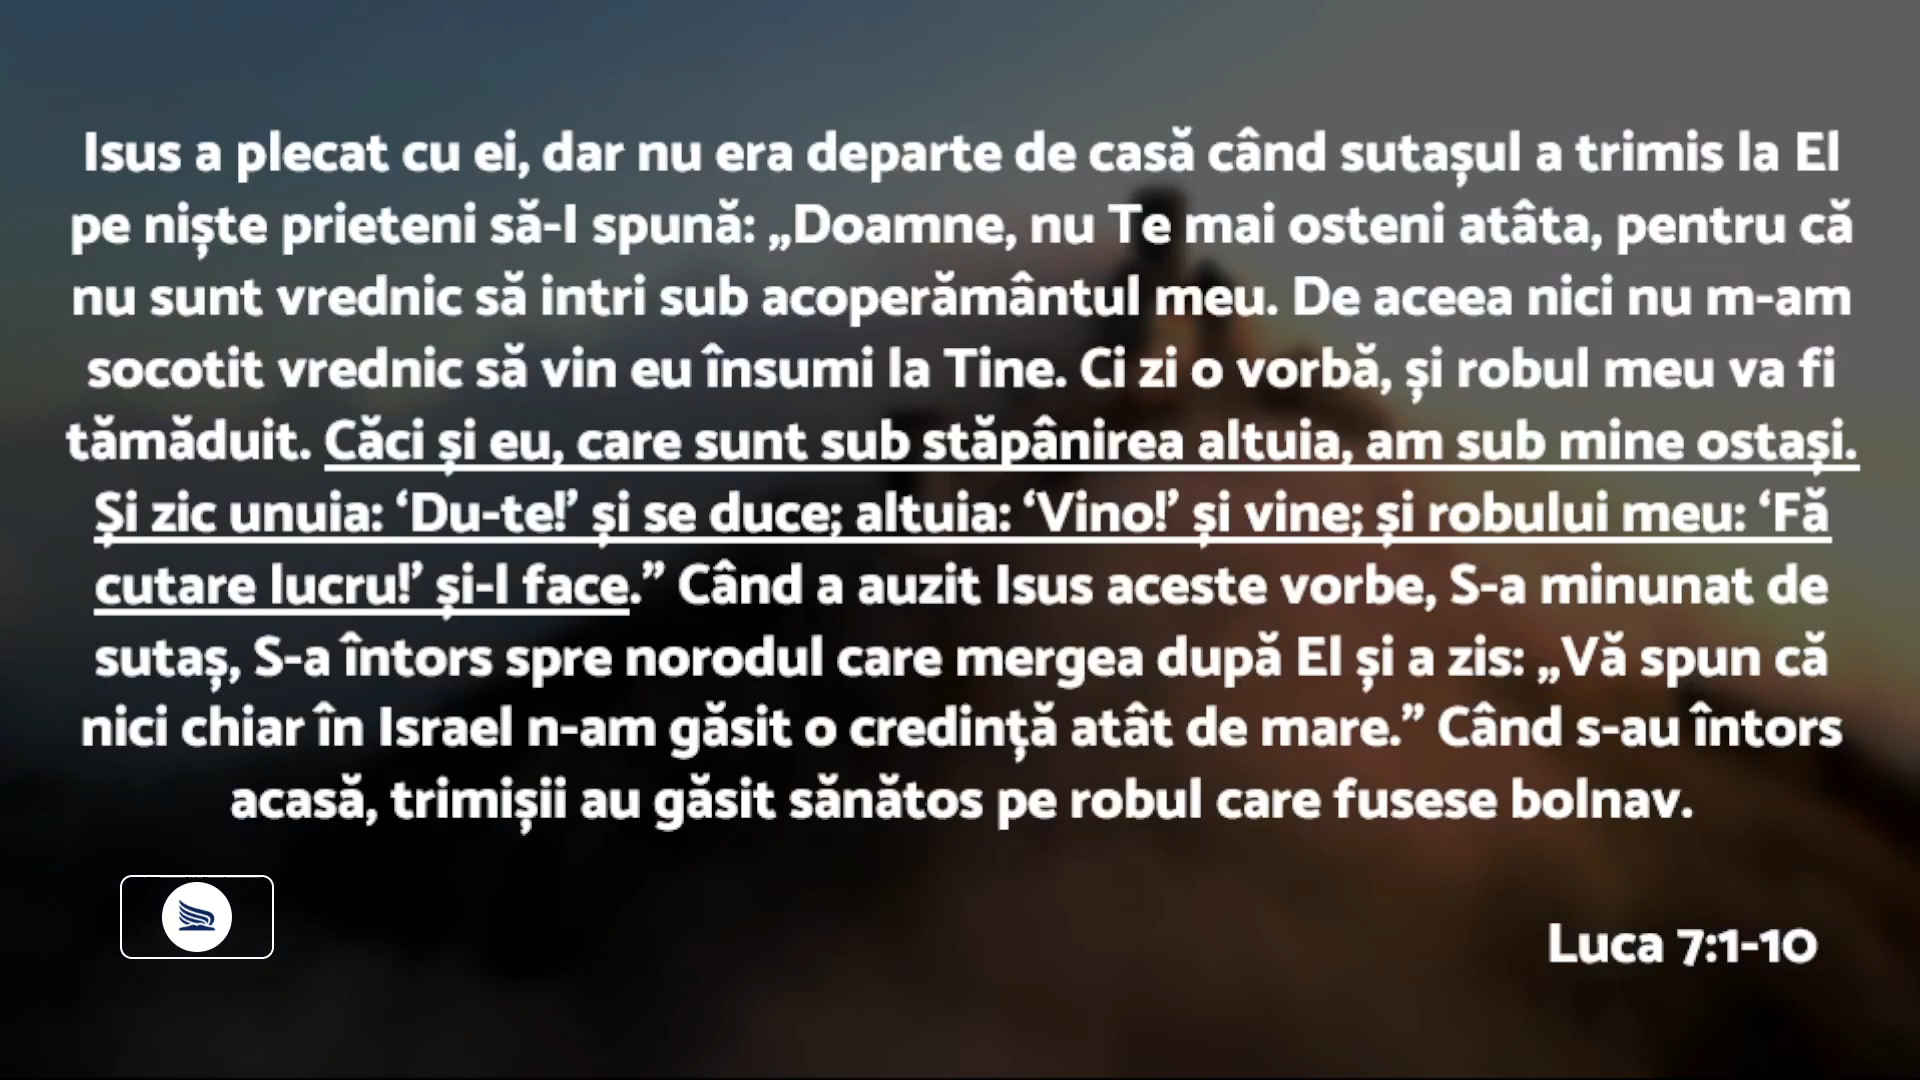 Isus a plecat cu ei, dar nu era departe de casă când sutașul a trimis la El
pe niște prieteni să-I spună: „Doamne, nu Te mai osteni atâta, pentru că
nu sunt vrednic să intri sub acoperământul meu. De aceea nici nu m-am
socotit vrednic să vin eu însumi la Tine. Ci zi o vorbă, și robul meu va fi
tămăduit. Căci și eu, care sunt sub stăpânirea altuia, am sub mine ostași.
Și zic unuia: ‘Du-te!’ și se duce; altuia: ‘Vino!’ și vine; și robului meu: ‘Fă
cutare lucru!’ și-l face.” Când a auzit Isus aceste vorbe, S-a minunat de
sutaș, S-a întors spre norodul care mergea după El și a zis: „Vă spun că
nici chiar în Israel n-am găsit o credință atât de mare.” Când s-au întors
acasă, trimișii au găsit sănătos pe robul care fusese bolnav.
Luca 7:1-10